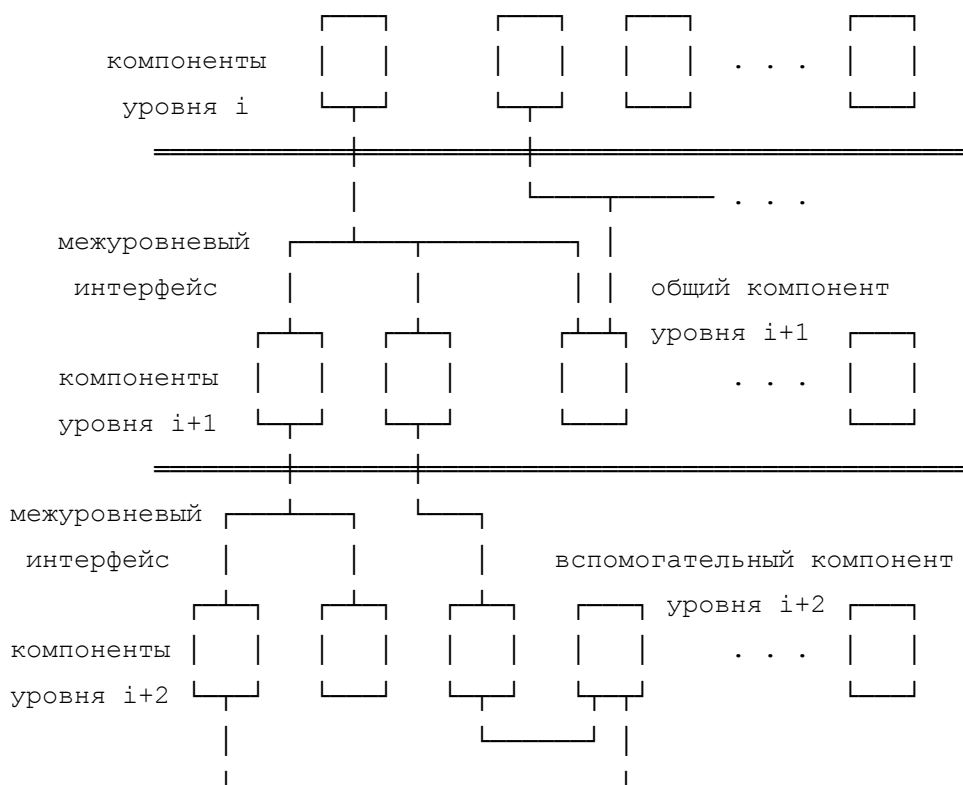 компоненты . . .
уровня i
. . .
межуровневый
интерфейс общий компонент
уровня i+1
компоненты . . .
уровня i+1
межуровневый
интерфейс вспомогательный компонент
уровня i+2
компоненты . . .
уровня i+2